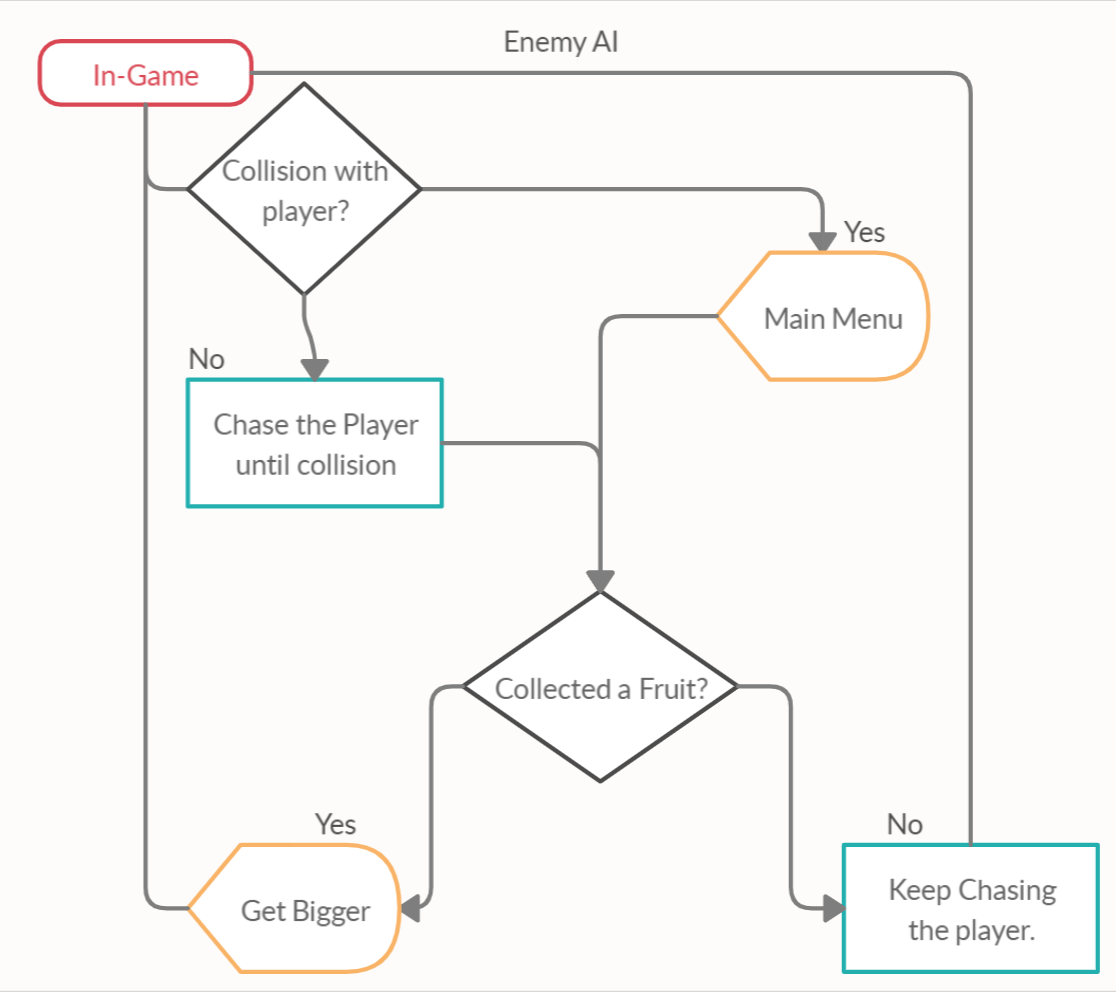 Enemy AI
In-Game
Collision with
player?
Yes
Main Menu
No
Chase the Player
until collision
Collected a Fruit?
Yes
Get Bigger
No
Keep Chasing
the player.